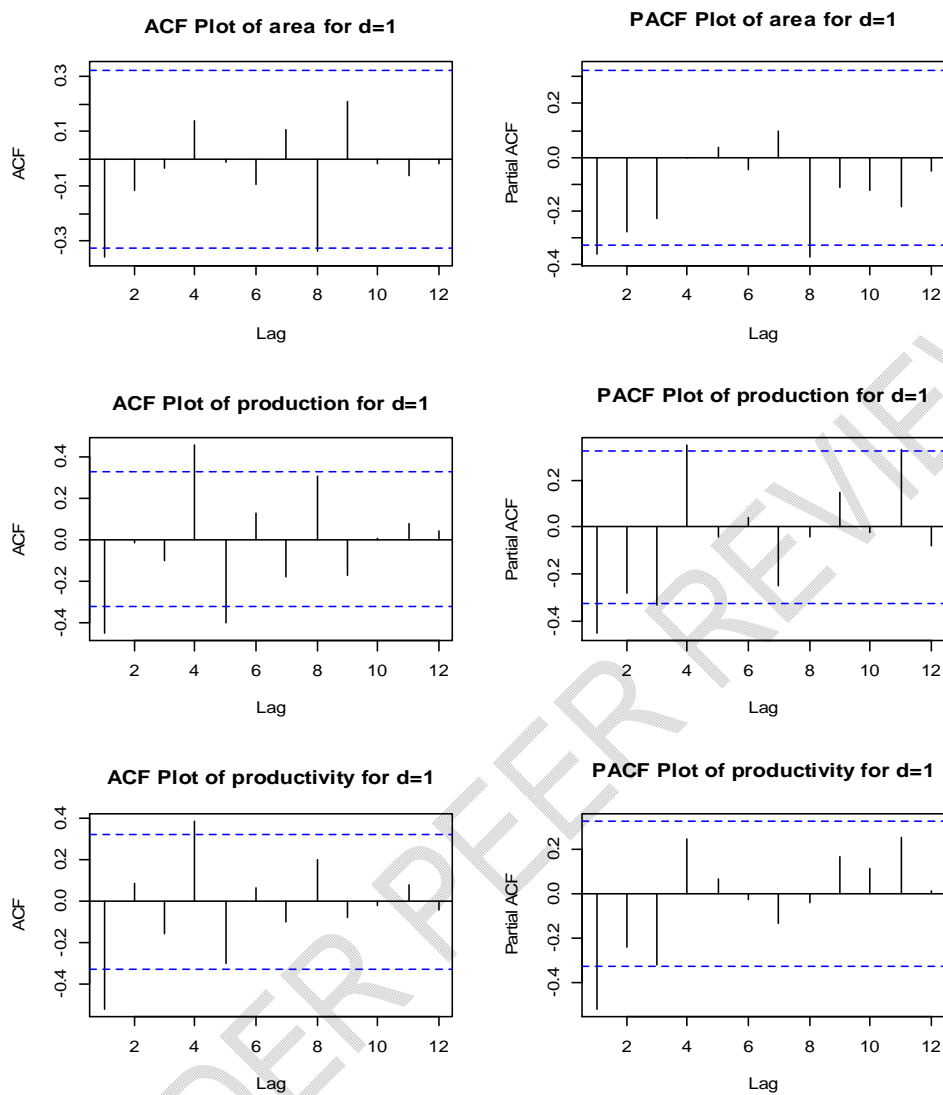 ACF Plot of area for d=1
ACF
0.3
0.1
-0.1
-0.3
2 4 6 8 10 12
Lag
PACF Plot of area for d=1
Partial ACF
0.2
0.0
-0.2
-0.4
2 4 6 8 10 12
Lag
ACF Plot of production for d=1
ACF
0.4
0.2
0.0
-0.2
-0.4
2 4 6 8 10 12
Lag
PACF Plot of production for d=1
Partial ACF
0.2
0.0
-0.2
-0.4
2 4 6 8 10 12
Lag
ACF Plot of productivity for d=1
ACF
0.4
0.2
0.0
-0.4
2 4 6 8 10 12
Lag
PACF Plot of productivity for d=1
Partial ACF
0.2
0.0
-0.2
-0.4
2 4 6 8 10 12
Lag
DER PEER REVIEW